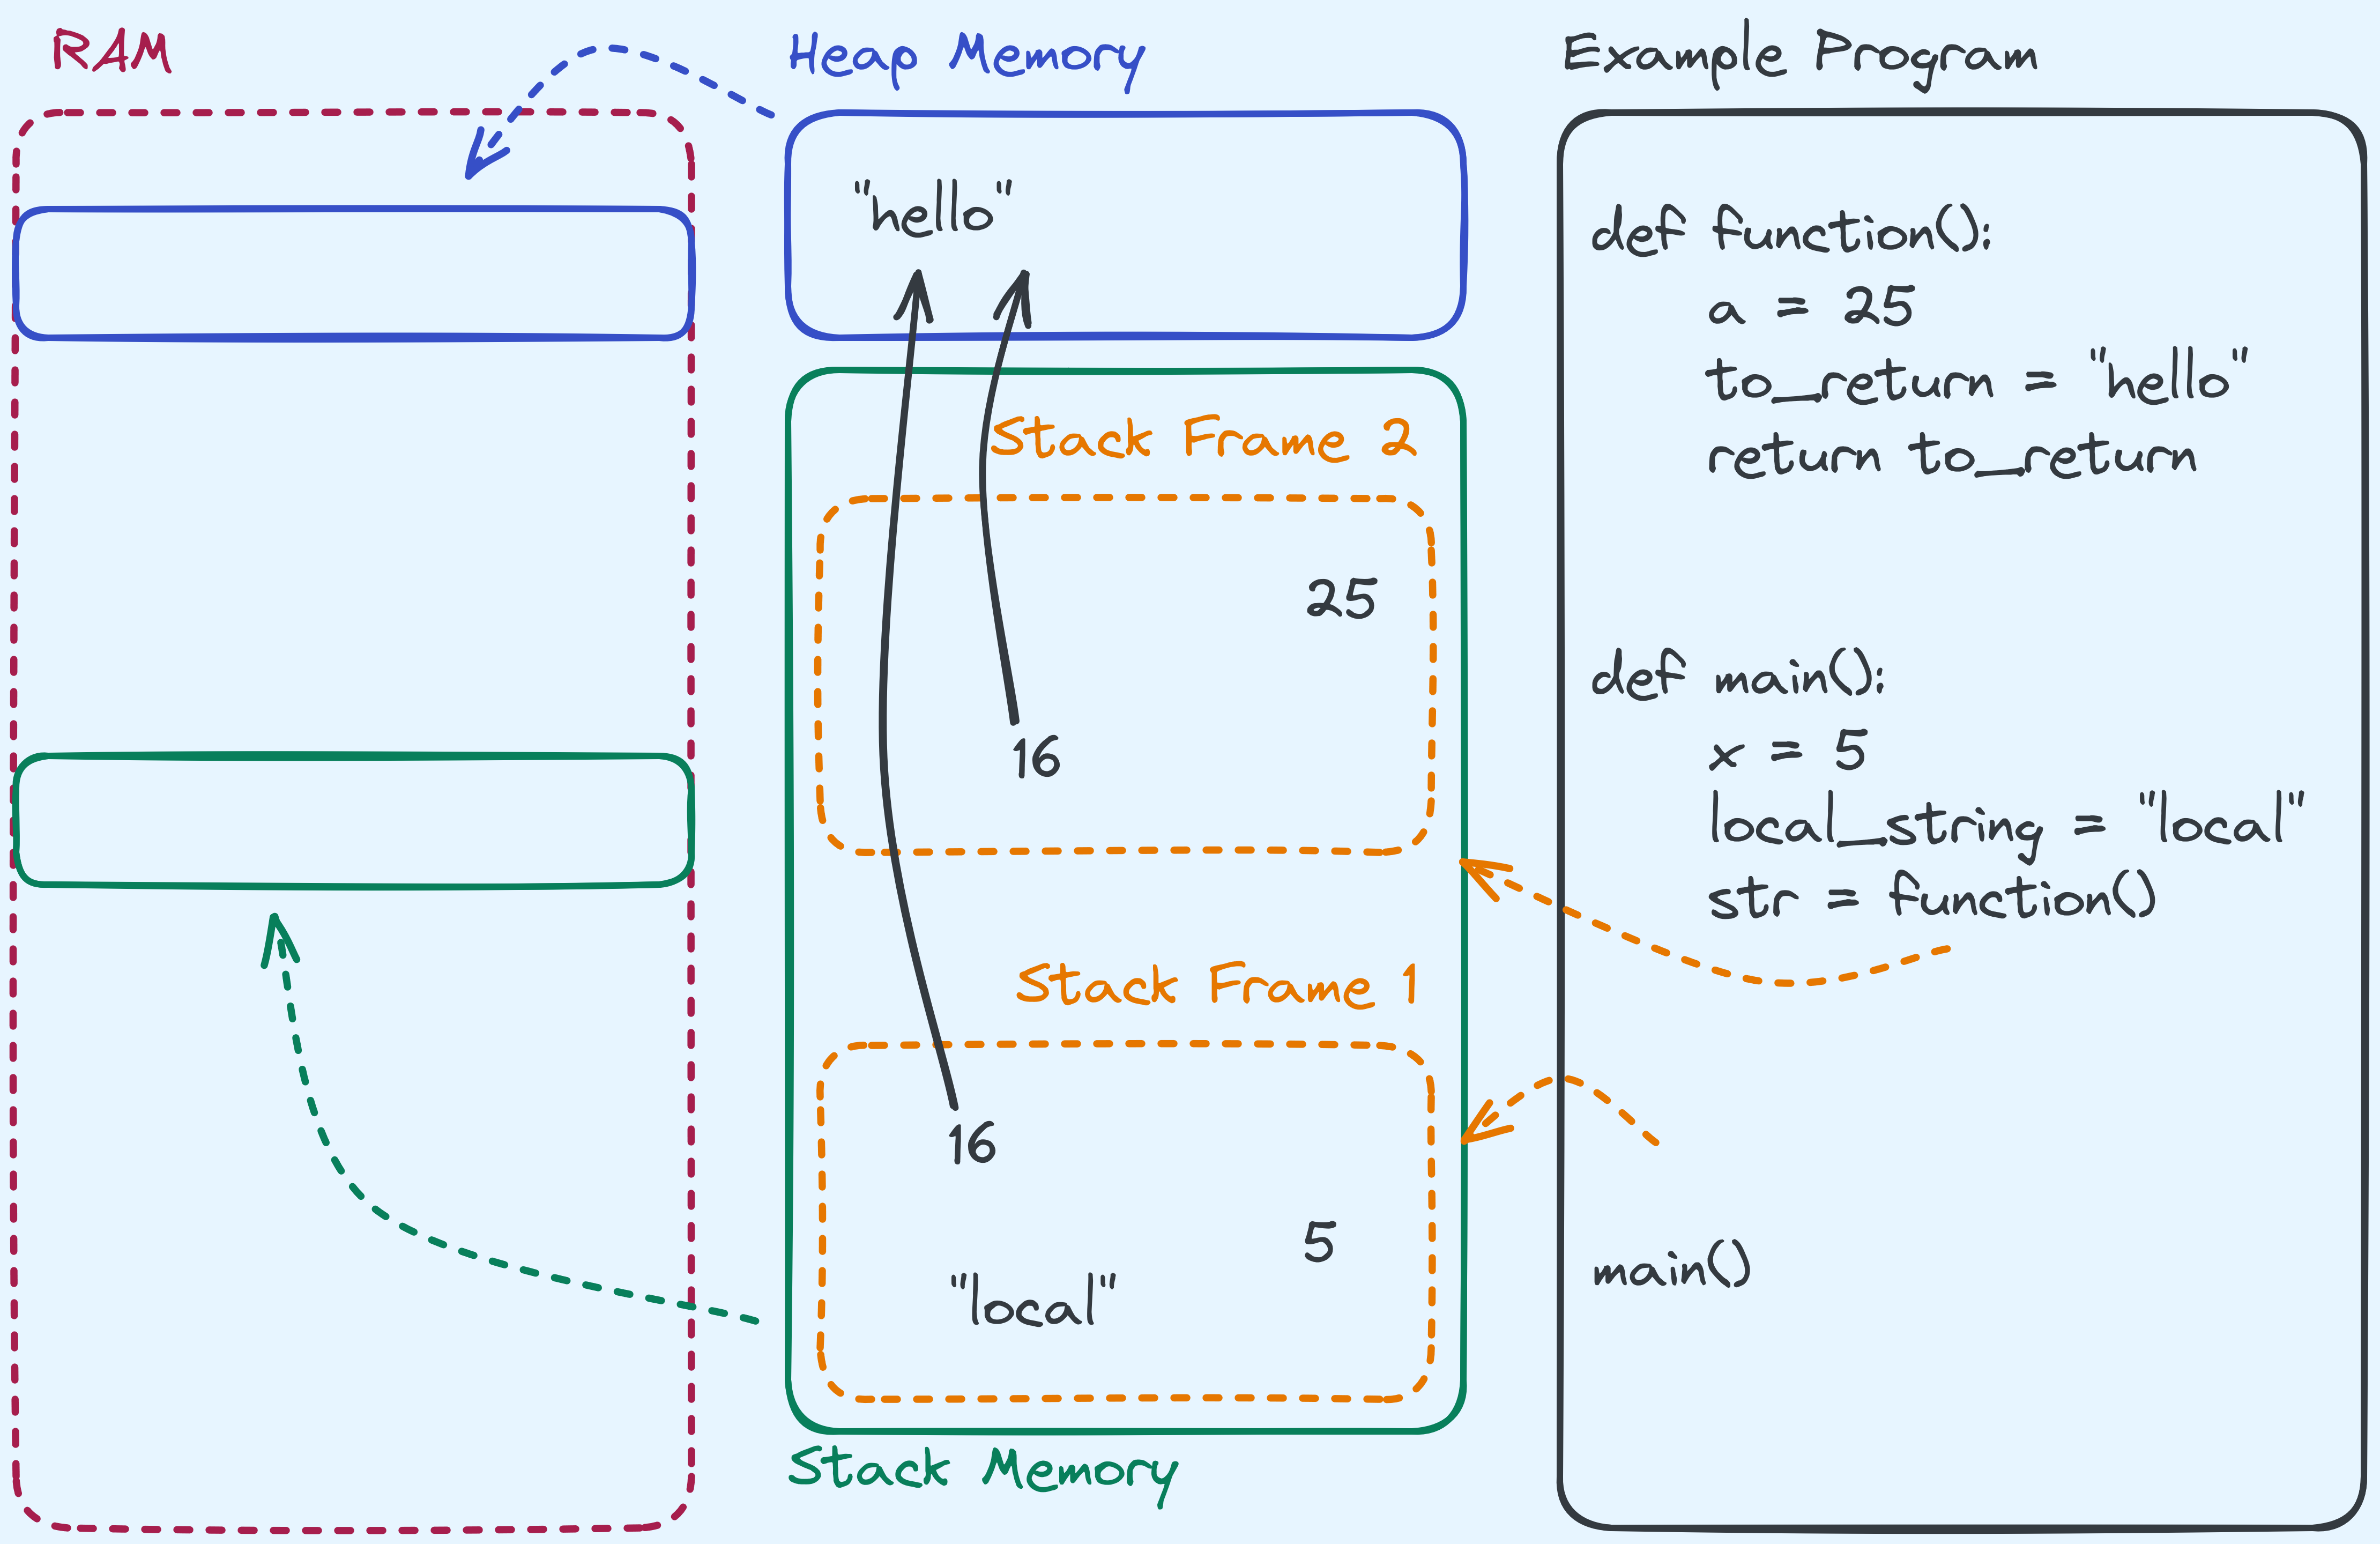 RAM
Heap Memory
"hello"
Stack Frame 2
25
16
Stack Frame 1
16
5
"local"
Stack Memory
Example Program
def function():
a = 25
to_return = "hello"
return to_return
def main():
x = 5
local_string = "local"
str = function()
main()